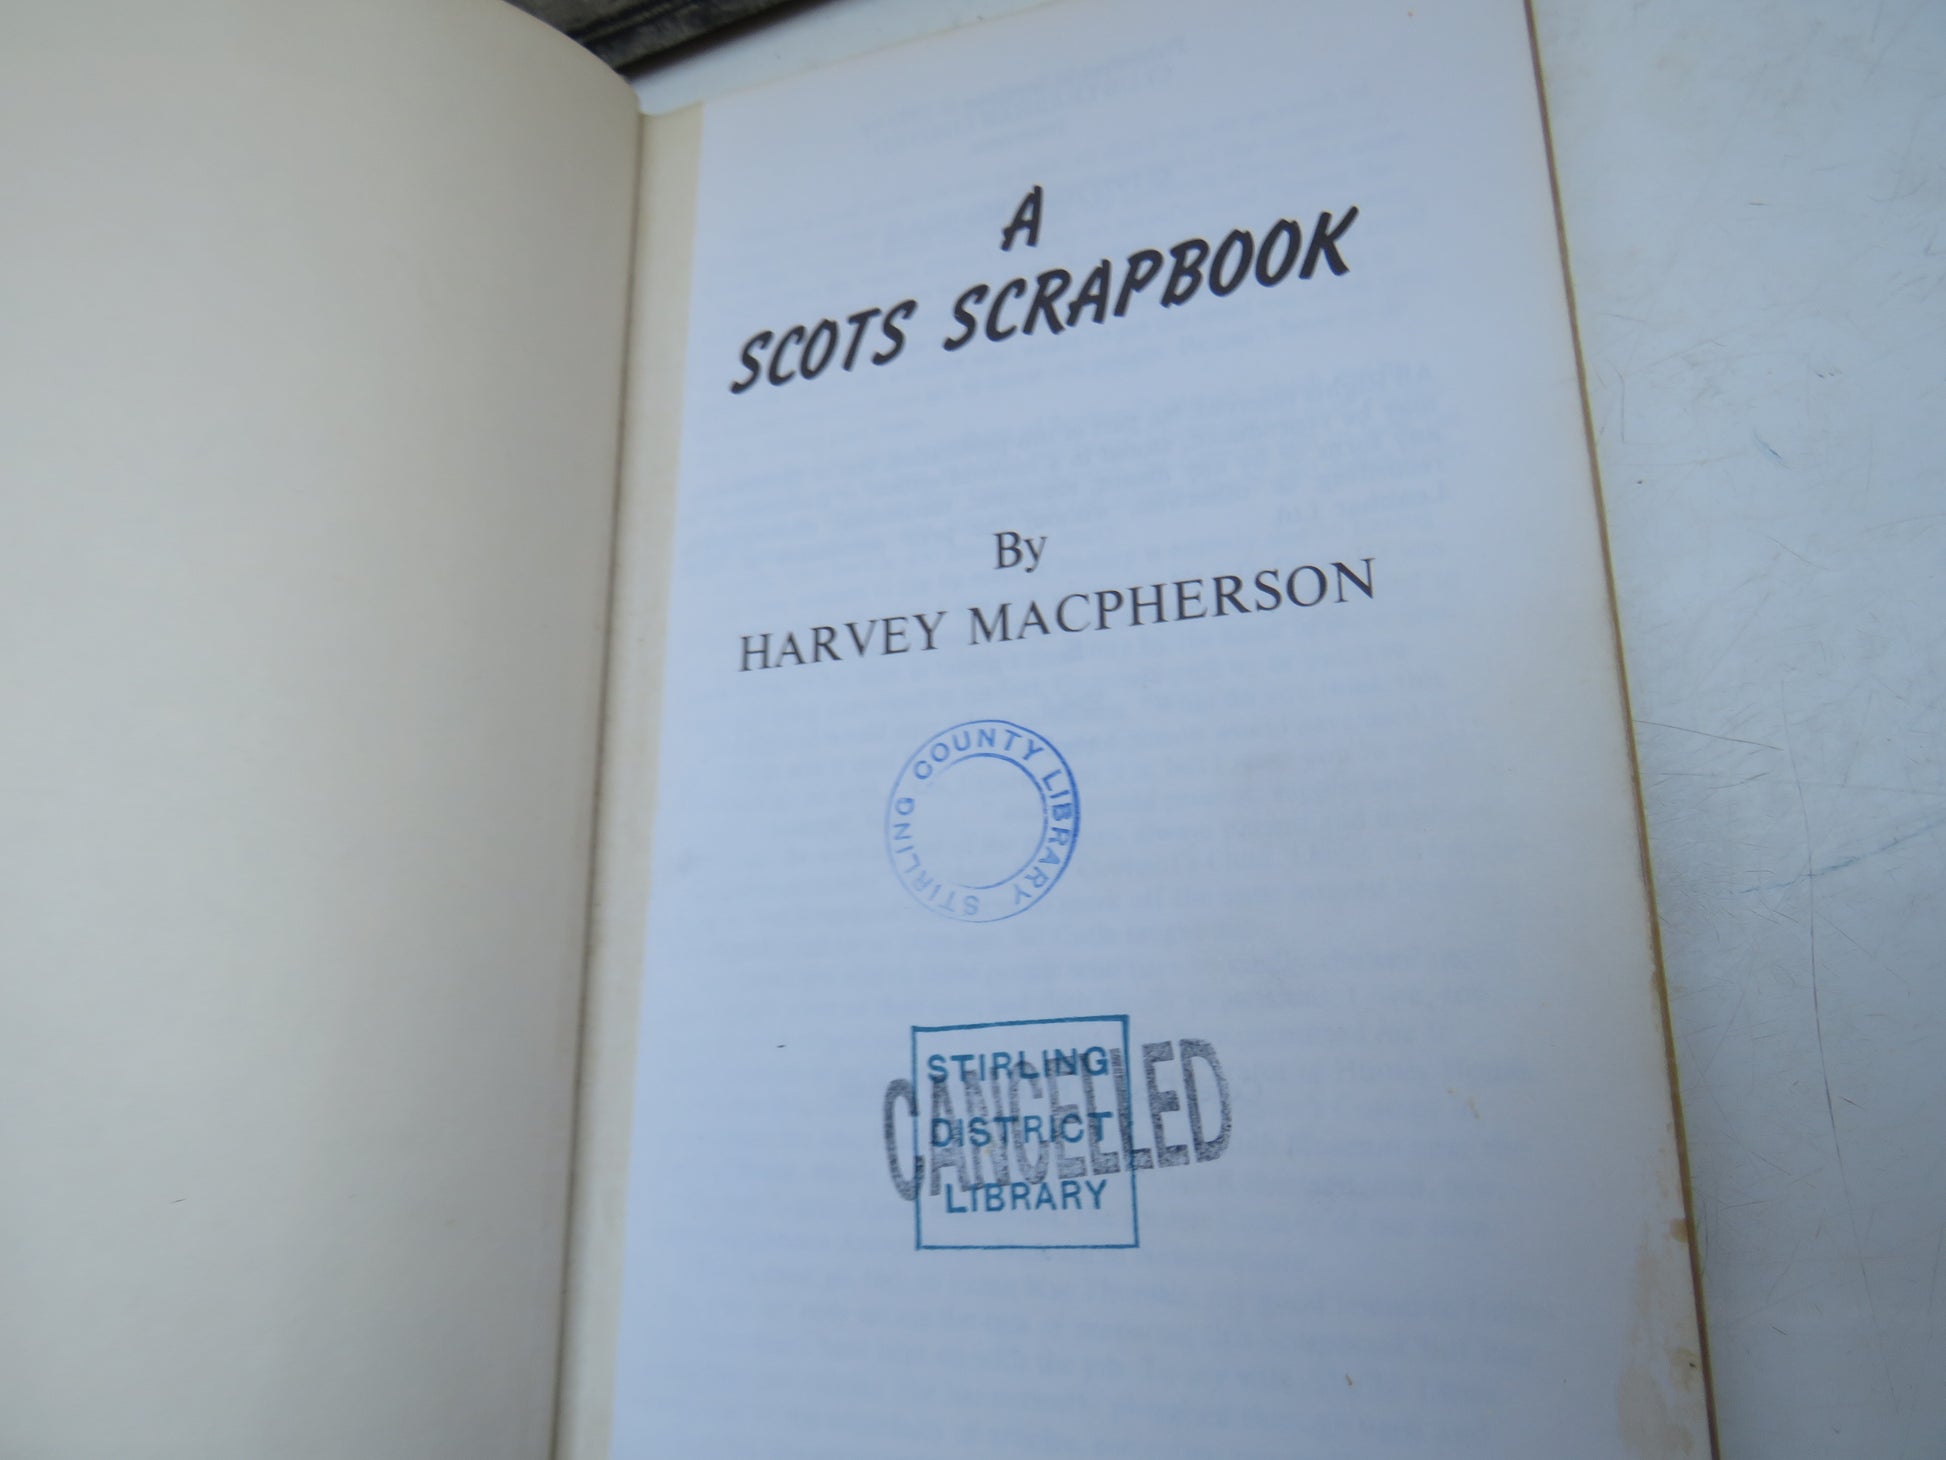 A
SCOTS SCRAPBOOK
By
HARVEY MACPHERSON
STIRLING COUNTY LIBRARY
STIRLING
DISTRICT
LIBRARY
CANCELLED